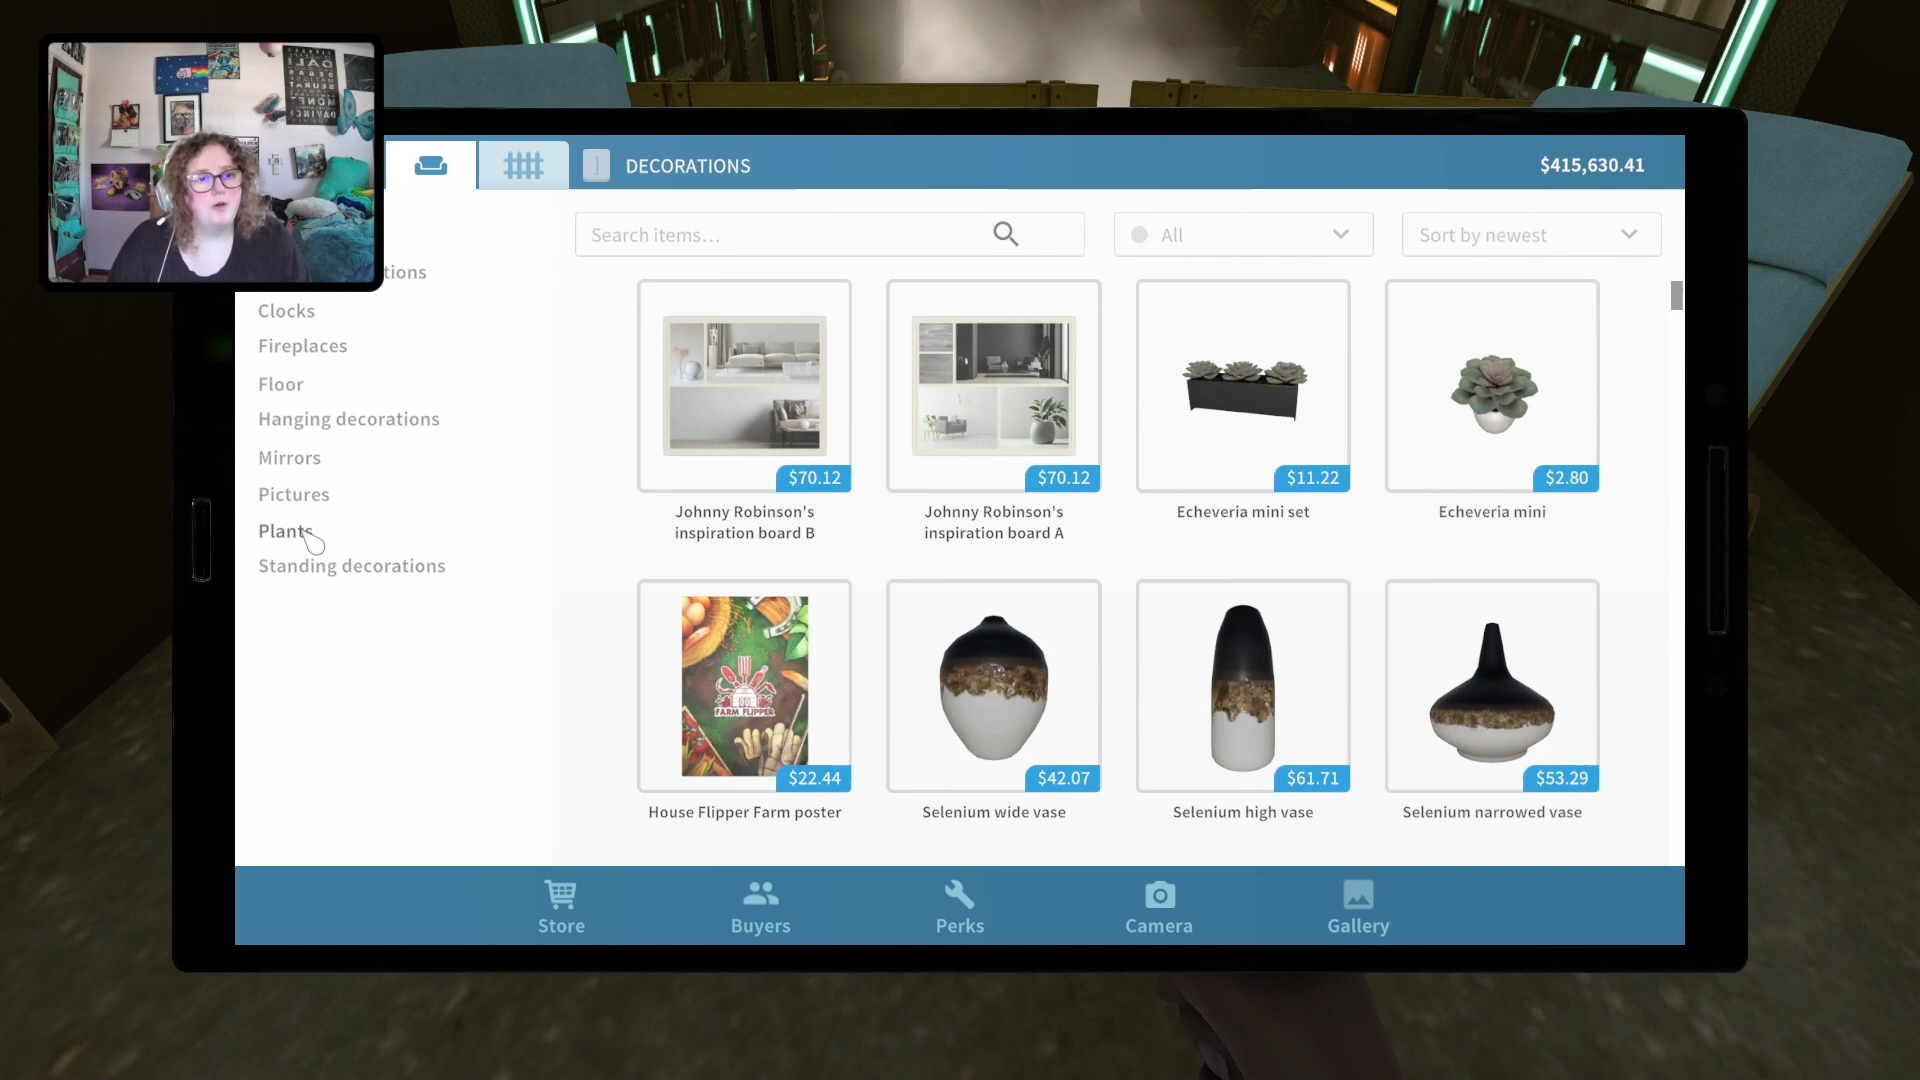 ]
DECORATIONS
$415,630.41
Search items...
All
Sort by newest
tions
Clocks
Fireplaces
Floor
Hanging decorations
Mirrors
Pictures
Plants
Standing decorations
$70.12
$70.12
$11.22
$2.80
Johnny Robinson's
inspiration board B
Johnny Robinson's
inspiration board A
Echeveria mini set
Echeveria mini
FARM FLIPPER
$22.44
$42.07
$61.71
$53.29
House Flipper Farm poster
Selenium wide vase
Selenium high vase
Selenium narrowed vase
Store
Buyers
Perks
Camera
Gallery